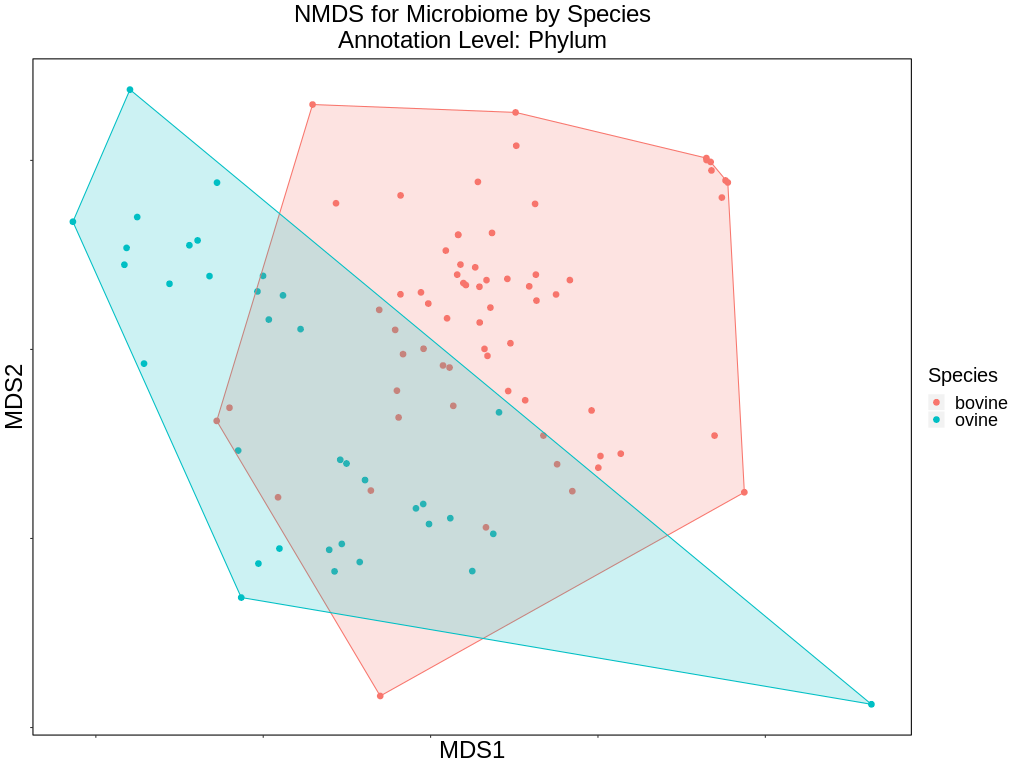 NMDS for Microbiome by Species
Annotation Level: Phylum
MDS2
Species
bovine
ovine
MDS1